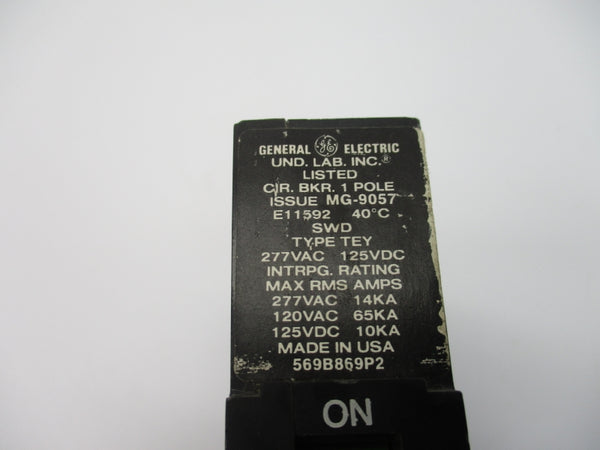 GENERAL GE ELECTRIC
UND. LAB. INC.®
LISTED
CIR. BKR. 1 POLE
ISSUE MG-9057
E11592 40°C
SWD
TYPE TEY
277VAC 125VDC
INTRPG. RATING
MAX RMS AMPS
277VAC 14KA
120VAC 65KA
125VDC 10KA
MADE IN USA
569B869P2
ON